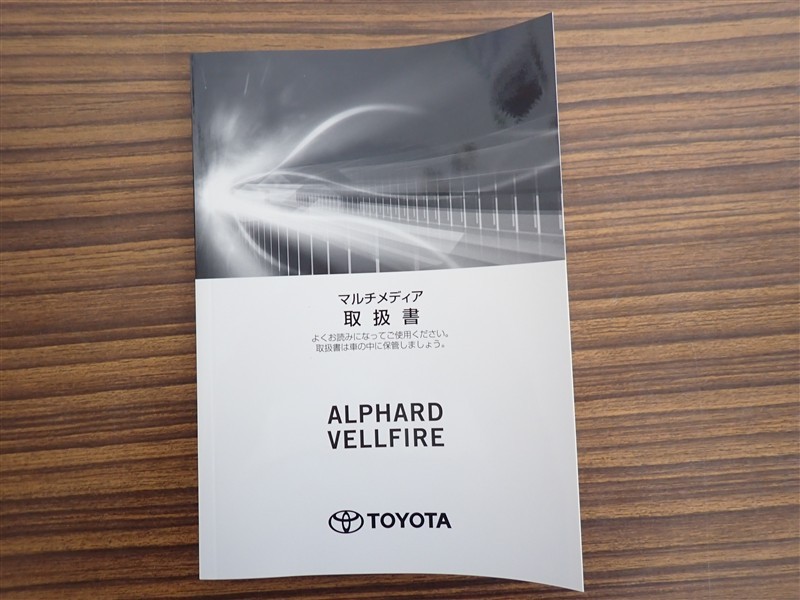 マルチメディア
取扱書
よくお読みになってご使用ください。
取扱書は車の中に保管しましょう。
ALPHARD
VELLFIRE
TOYOTA